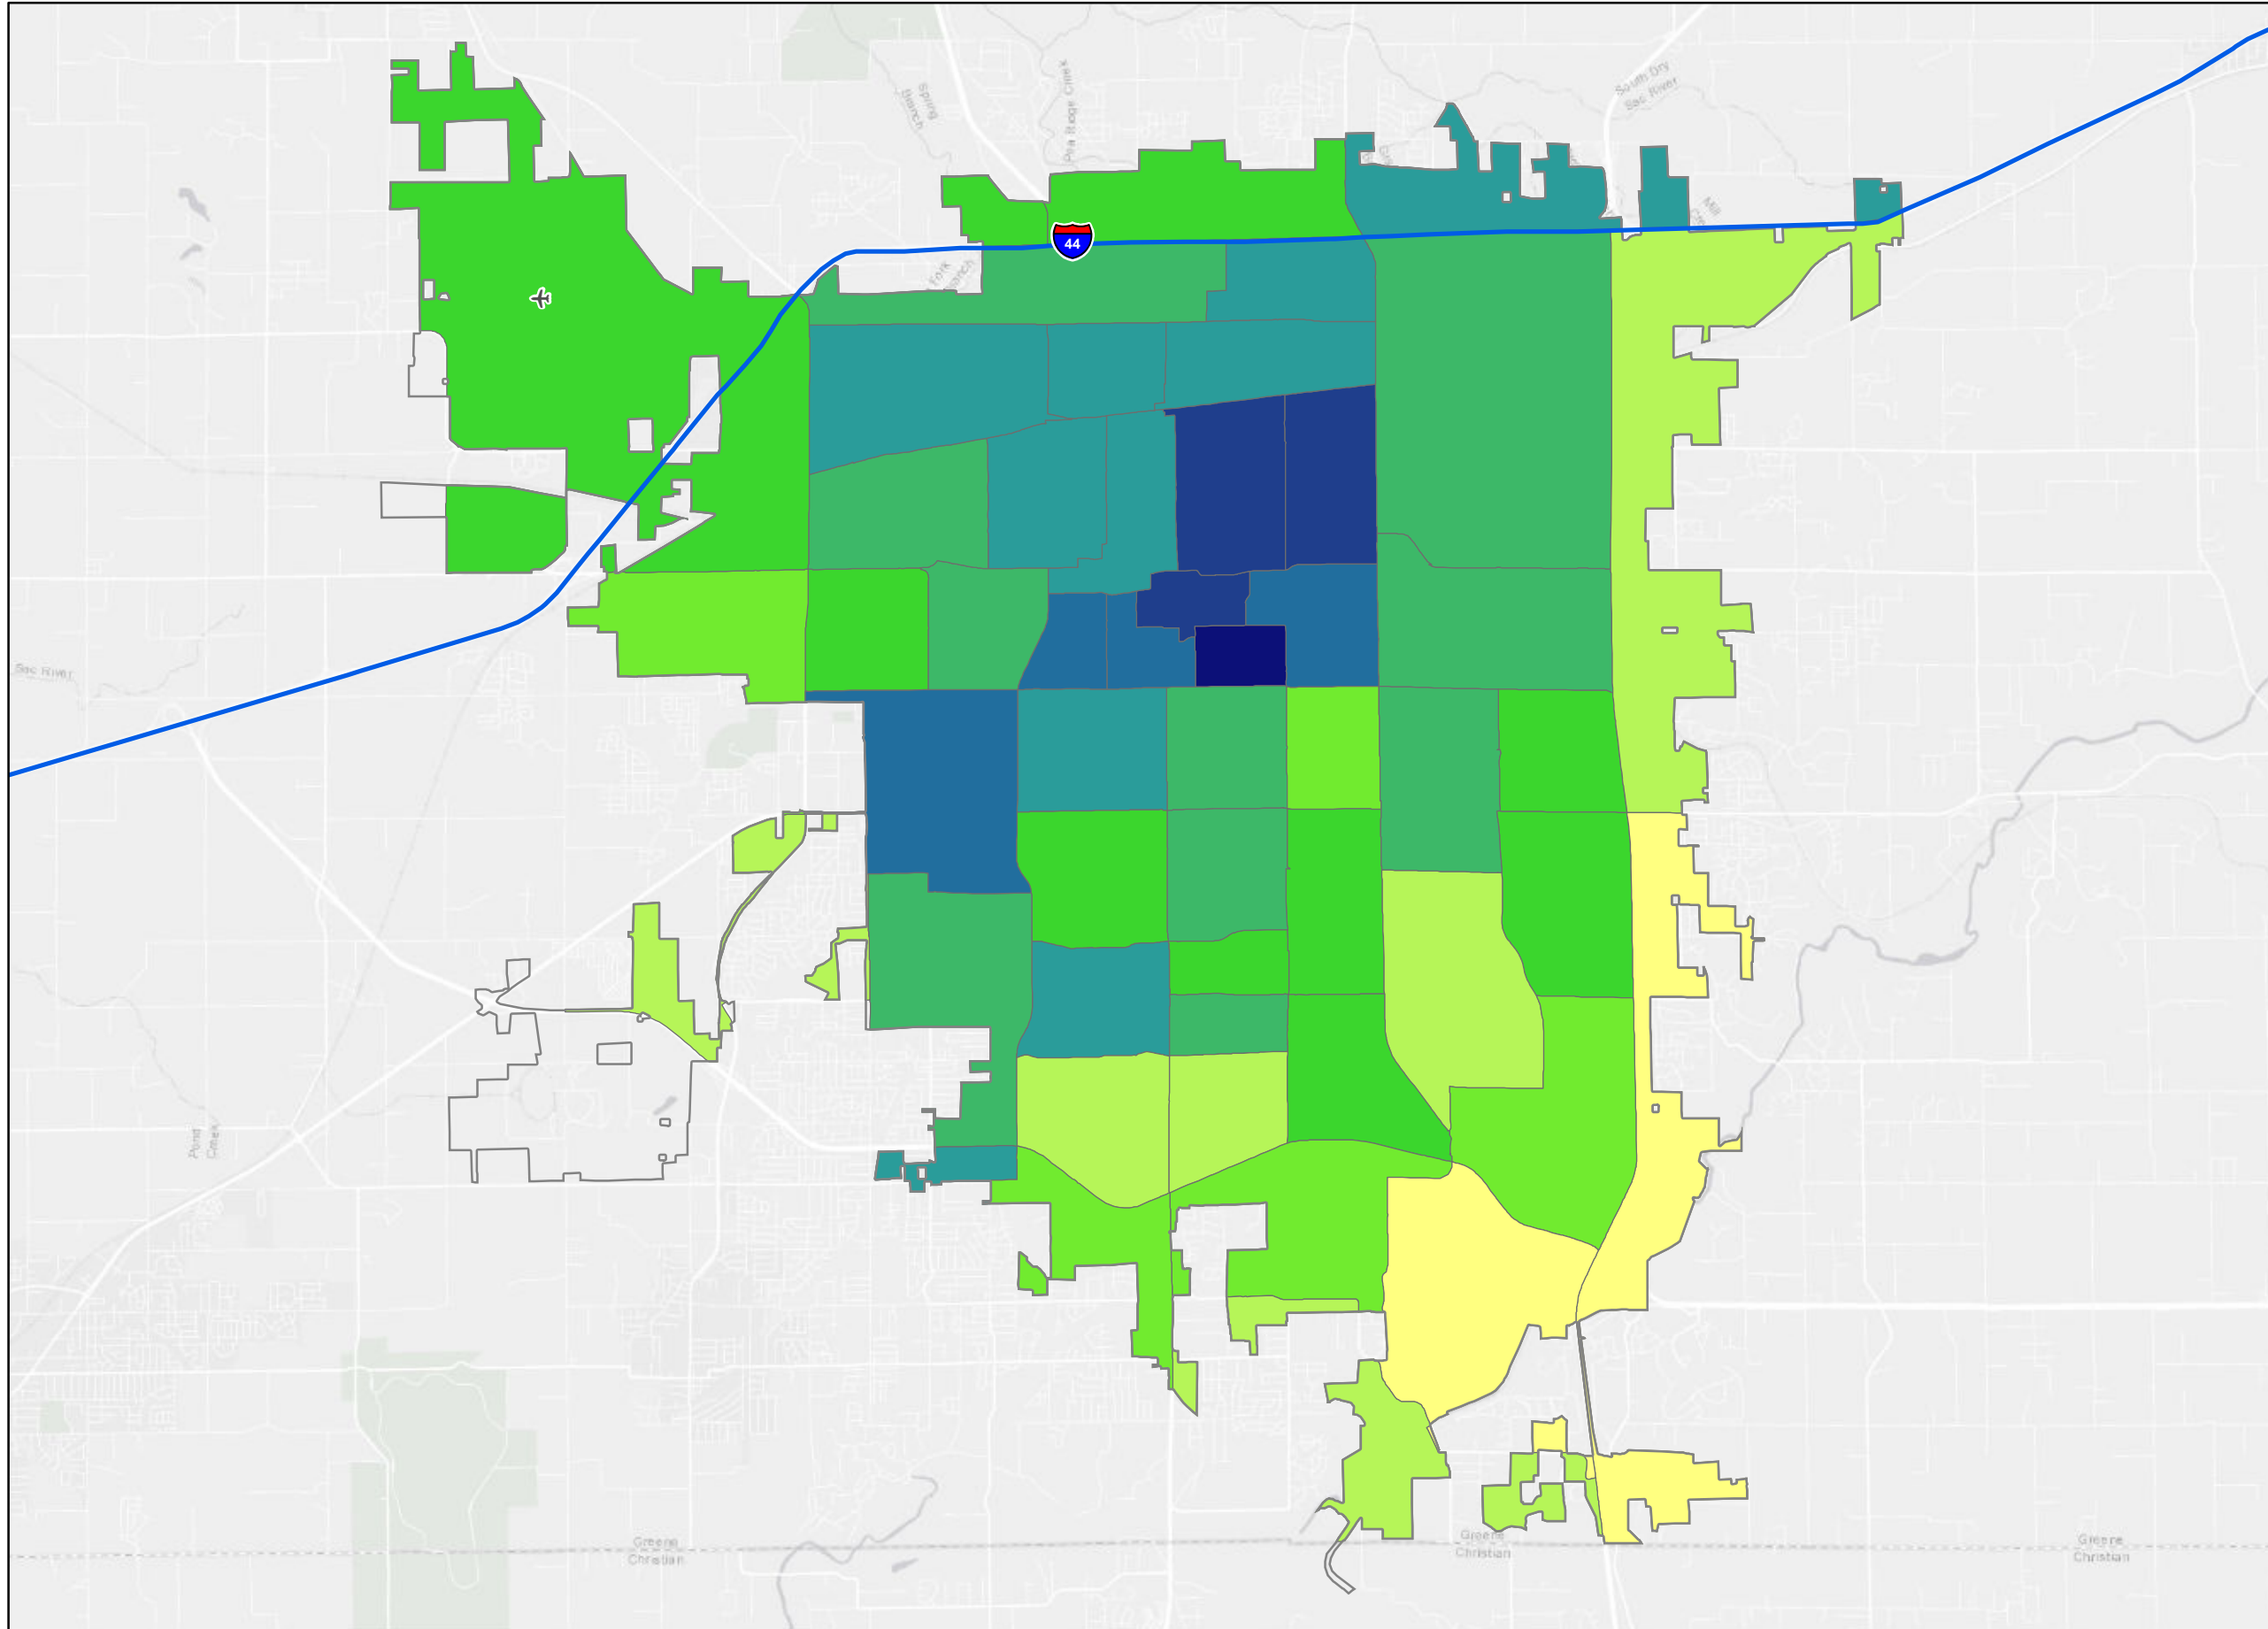 South Dry
Sac River
Spring
Branch
Pea Ridge Creek
Mill
44
Fork
Branch
Sac River
Pond
Creek
Greene
Christian
Greene
Christian
Greene
Christian